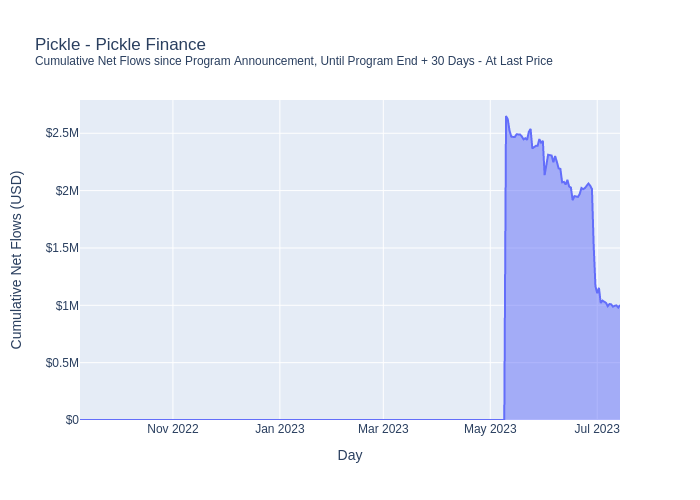 Pickle - Pickle Finance
Cumulative Net Flows since Program Announcement, Until Program End + 30 Days - At Last Price
Cumulative Net Flows (USD)
$2.5M
$2M
$1.5M
$1M
$0.5M
$0
Nov 2022
Jan 2023
Mar 2023
May 2023
Jul 2023
Day